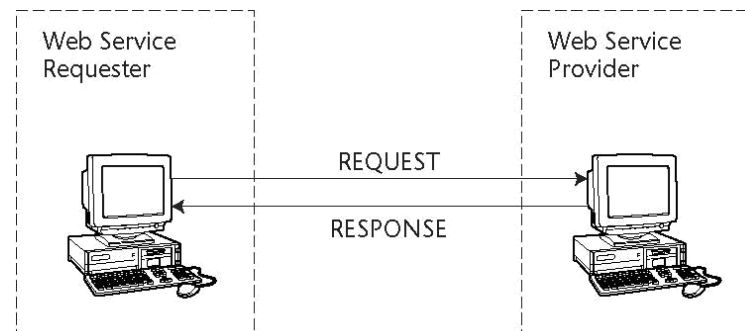 Web Service
Requester
Web Service
Provider
REQUEST
RESPONSE